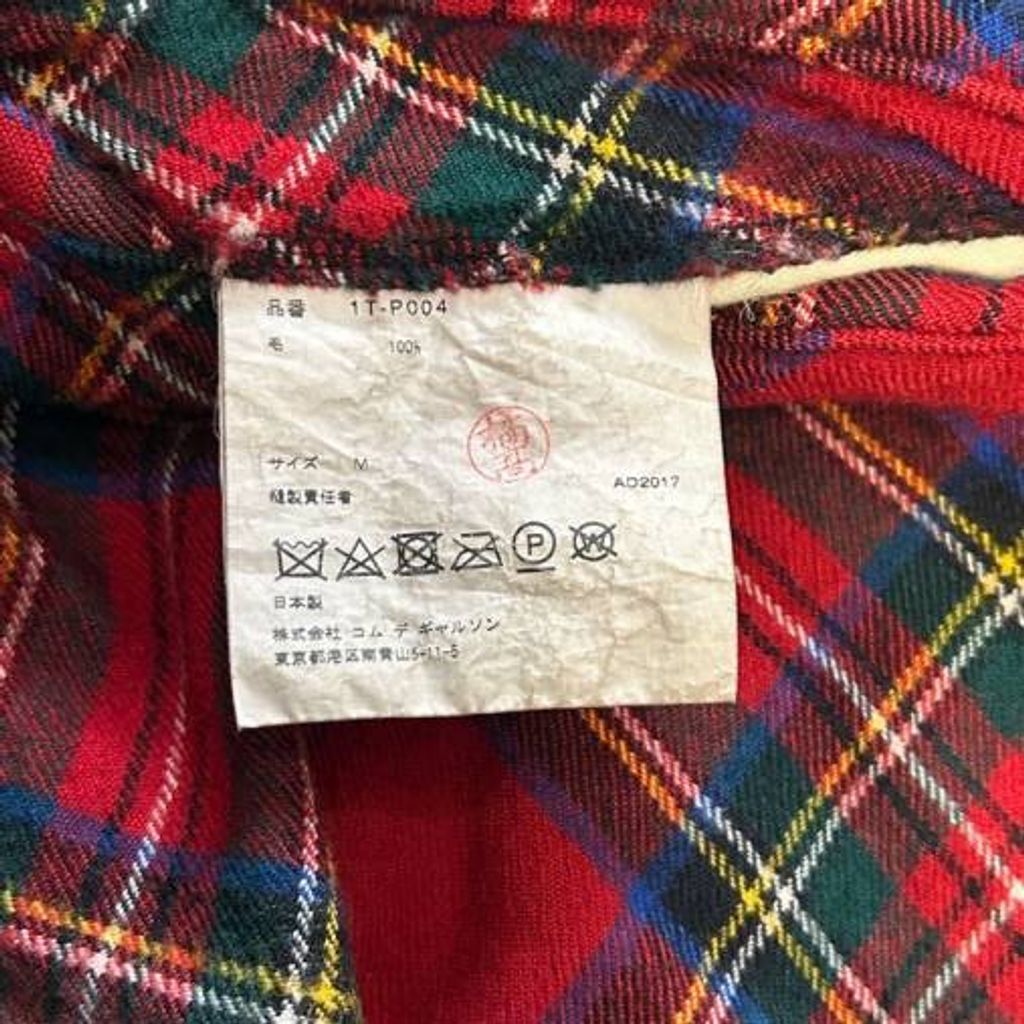 品番 1T-P004
毛 100%
サイズ M
AD2017
縫製責任者
P
W
日本製
株式会社 コム デ ギャルソン
東京都港区南青山5-11-5